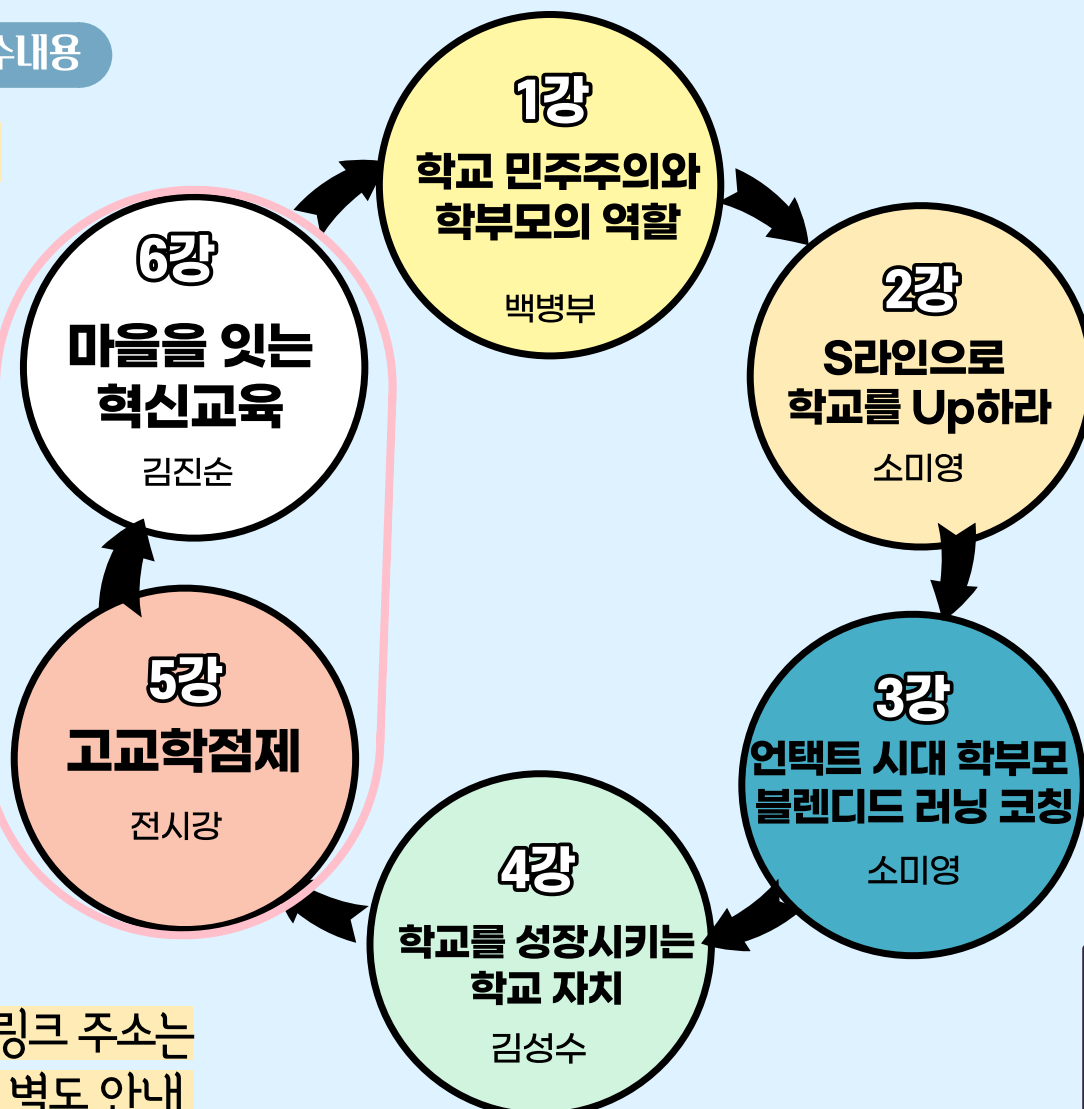 수내용
1강
학교 민주주의와
학부모의 역할
백병부
2강
S라인으로
학교를 Up하라
소미영
3강
언택트 시대 학부모
블렌디드 러닝 코칭
소미영
4강
학교를 성장시키는
학교 자치
김성수
5강
고교학점제
전시강
6강
마을을 잇는
혁신교육
김진순
링크 주소는
별도 안내